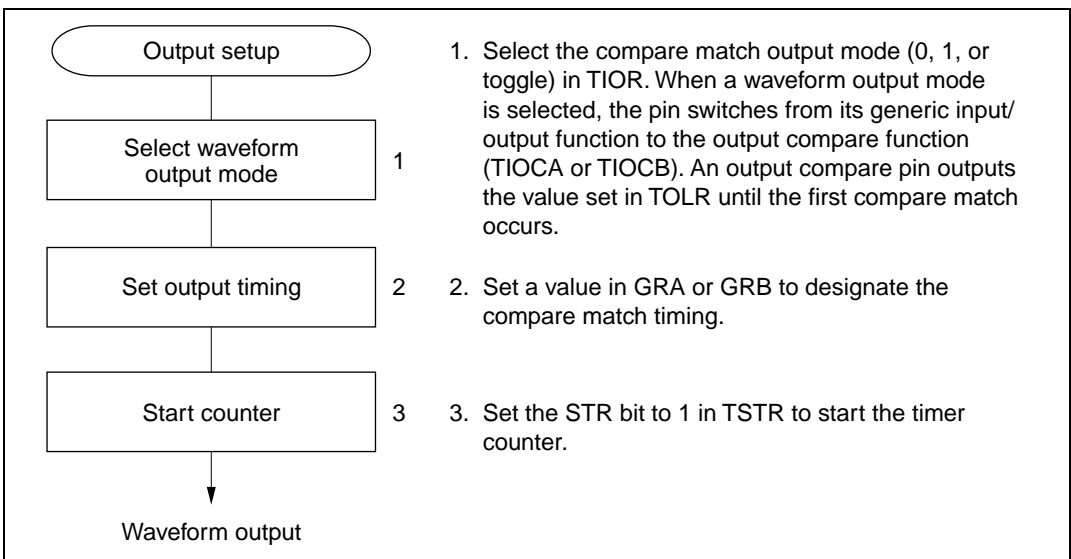 Output setup
Select waveform
output mode
1
Set output timing
2
Start counter
3
Waveform output
1. Select the compare match output mode (0, 1, or
toggle) in TIOR. When a waveform output mode
is selected, the pin switches from its generic input/
output function to the output compare function
(TIOCA or TIOCB). An output compare pin outputs
the value set in TOLR until the first compare match
occurs.
2. Set a value in GRA or GRB to designate the
compare match timing.
3. Set the STR bit to 1 in TSTR to start the timer
counter.